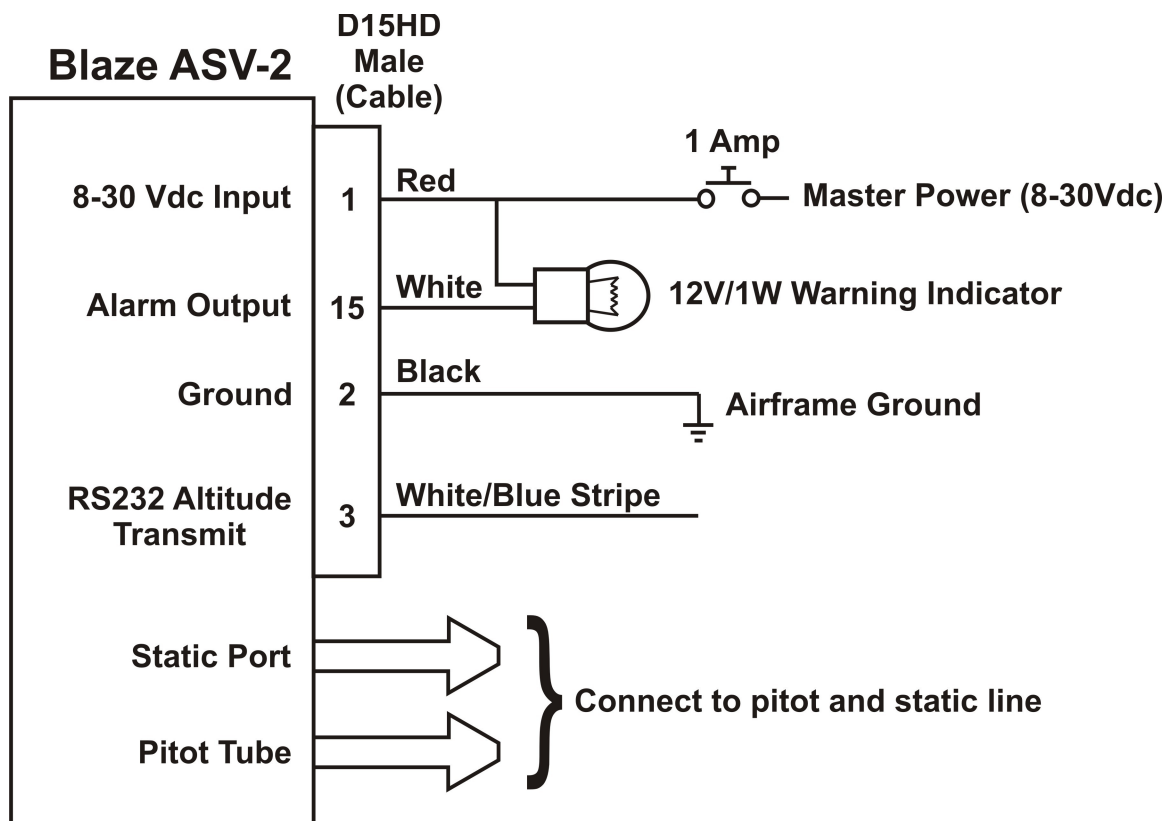 Blaze ASV-2
D15HD
Male
(Cable)
1 Amp
8-30 Vdc Input
1
Red
Master Power (8-30Vdc)
Alarm Output
15
White
12V/1W Warning Indicator
Ground
2
Black
Airframe Ground
RS232 Altitude
Transmit
3
White/Blue Stripe
Static Port
Pitot Tube
Connect to pitot and static line